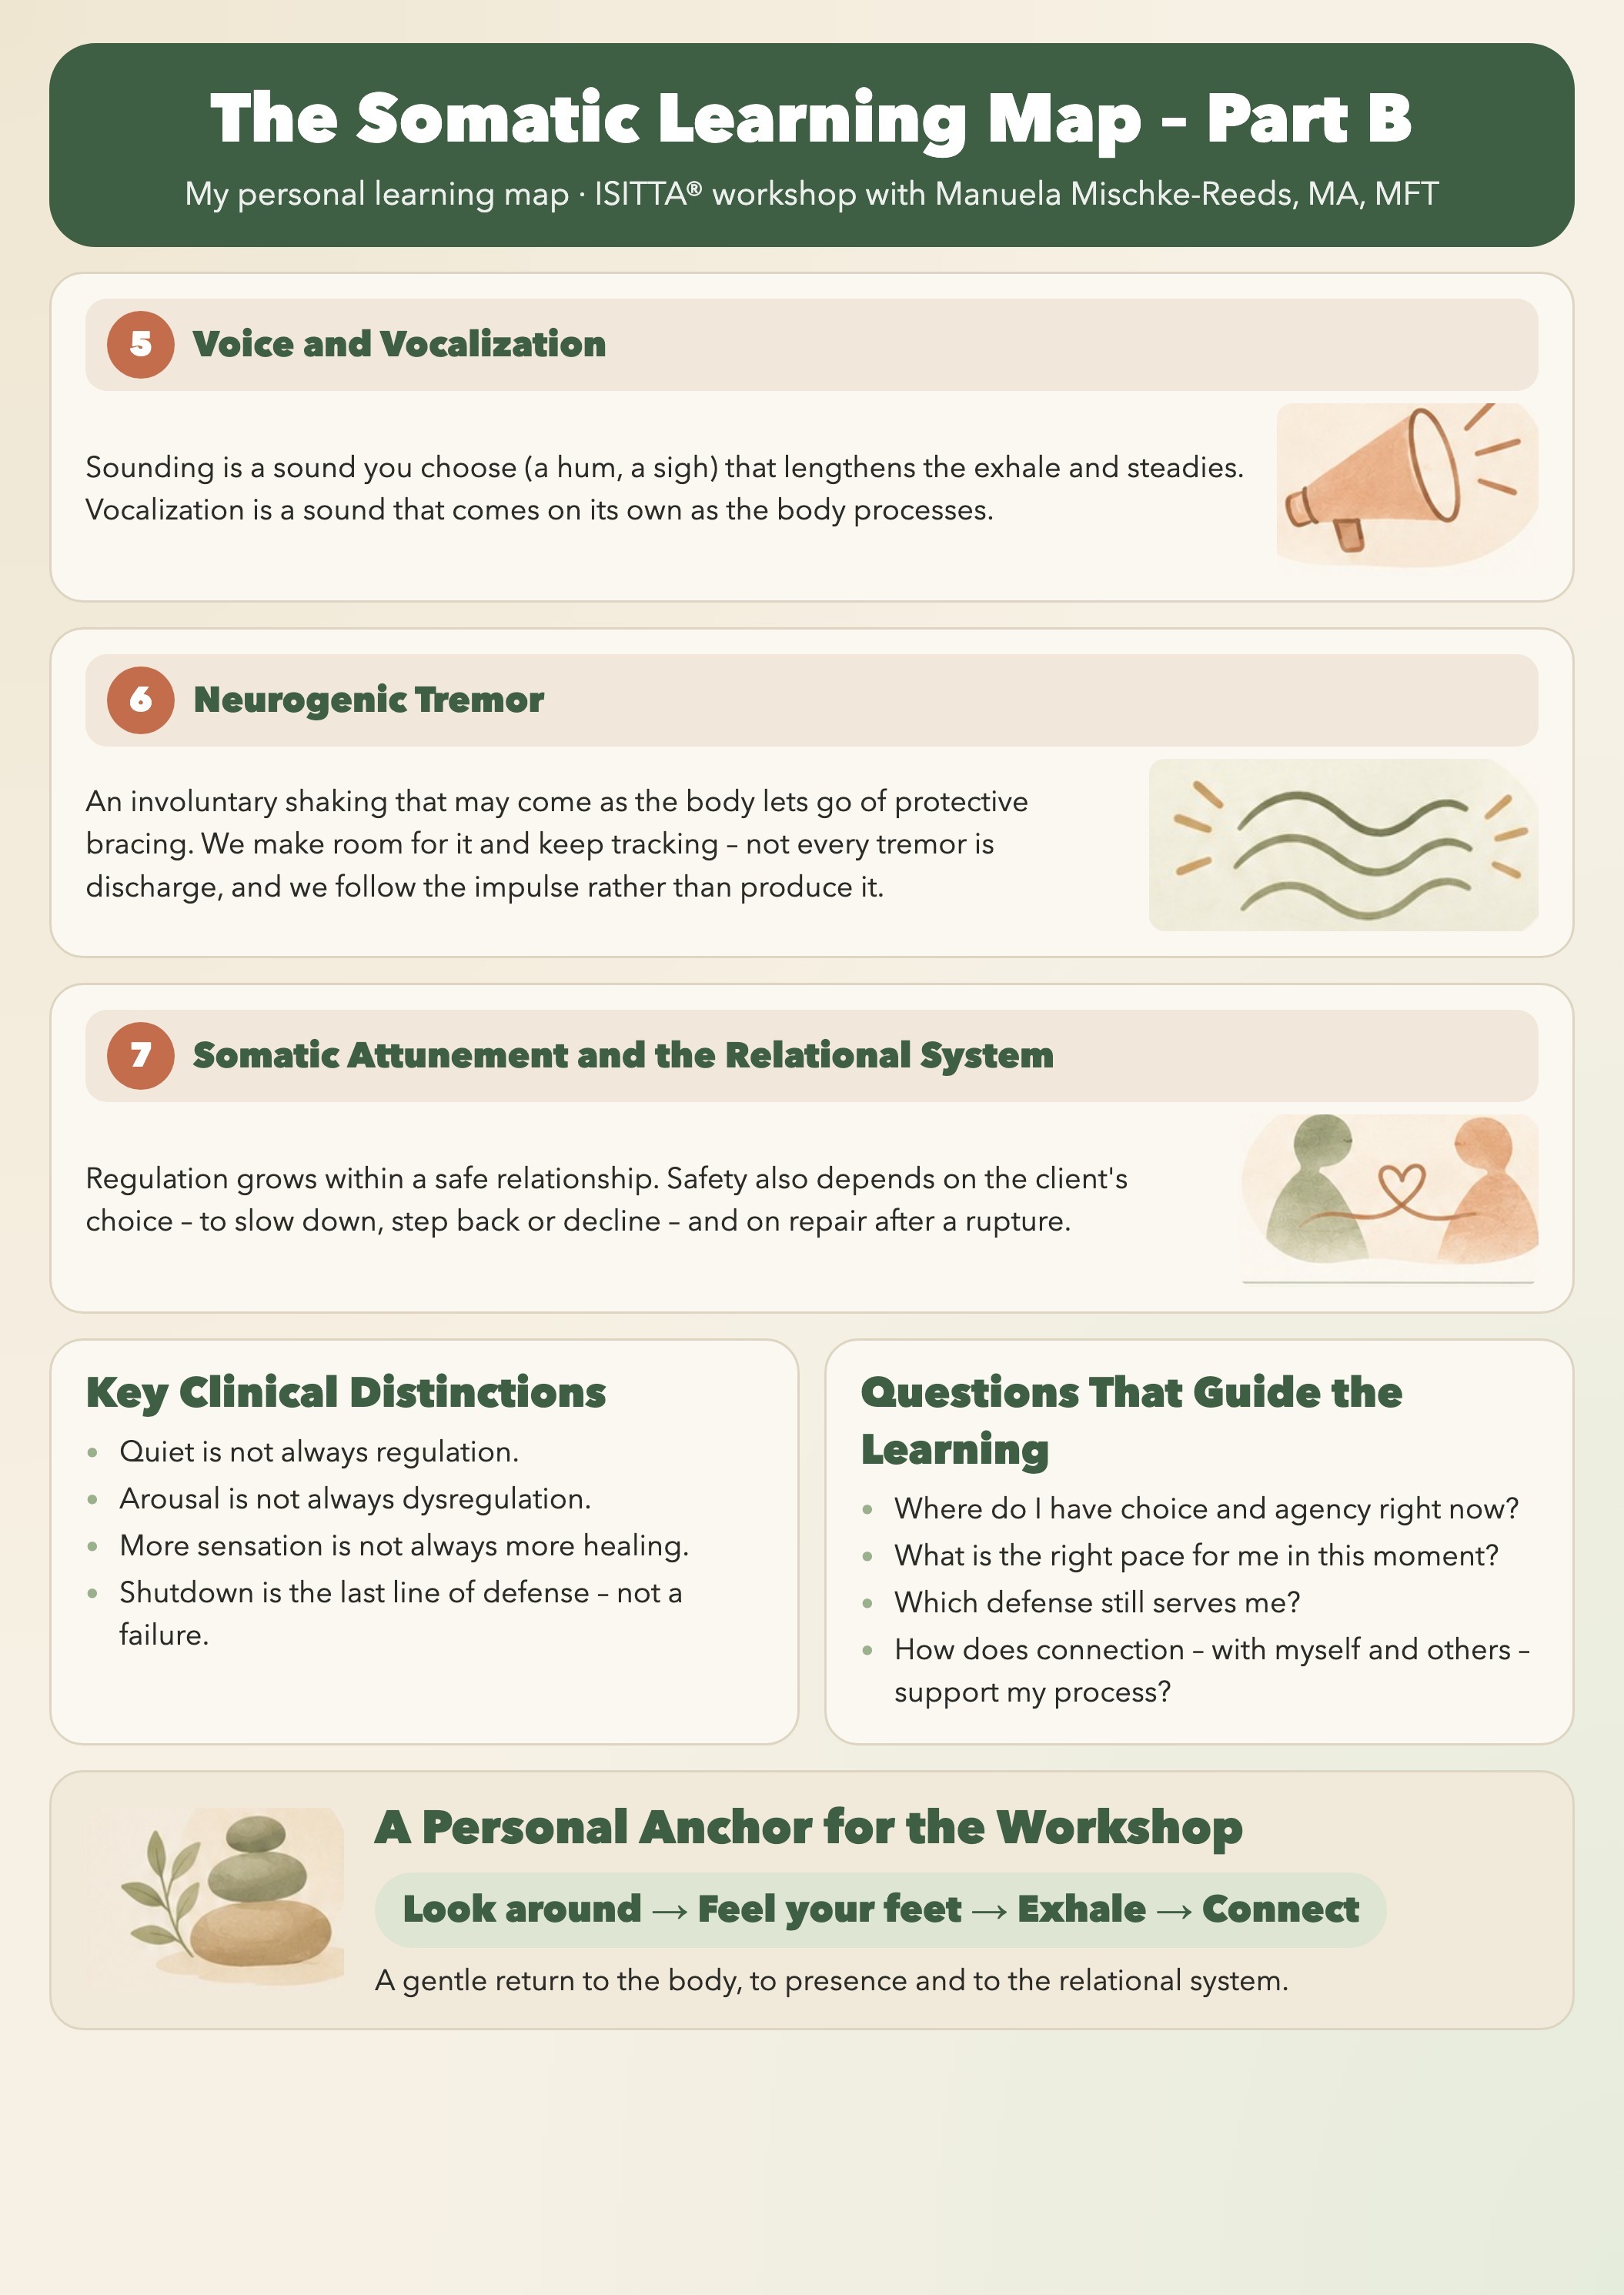 The Somatic Learning Map – Part B
My personal learning map · ISITTA® workshop with Manuela Mischke-Reeds, MA, MFT
5
Voice and Vocalization
Sounding is a sound you choose (a hum, a sigh) that lengthens the exhale and steadies.
Vocalization is a sound that comes on its own as the body processes.
6
Neurogenic Tremor
An involuntary shaking that may come as the body lets go of protective
bracing. We make room for it and keep tracking – not every tremor is
discharge, and we follow the impulse rather than produce it.
7
Somatic Attunement and the Relational System
Regulation grows within a safe relationship. Safety also depends on the client's
choice – to slow down, step back or decline – and on repair after a rupture.
Key Clinical Distinctions
• Quiet is not always regulation.
• Arousal is not always dysregulation.
• More sensation is not always more healing.
• Shutdown is the last line of defense – not a
failure.
Questions That Guide the
Learning
• Where do I have choice and agency right now?
• What is the right pace for me in this moment?
• Which defense still serves me?
• How does connection – with myself and others –
support my process?
A Personal Anchor for the Workshop
Look around → Feel your feet → Exhale → Connect
A gentle return to the body, to presence and to the relational system.